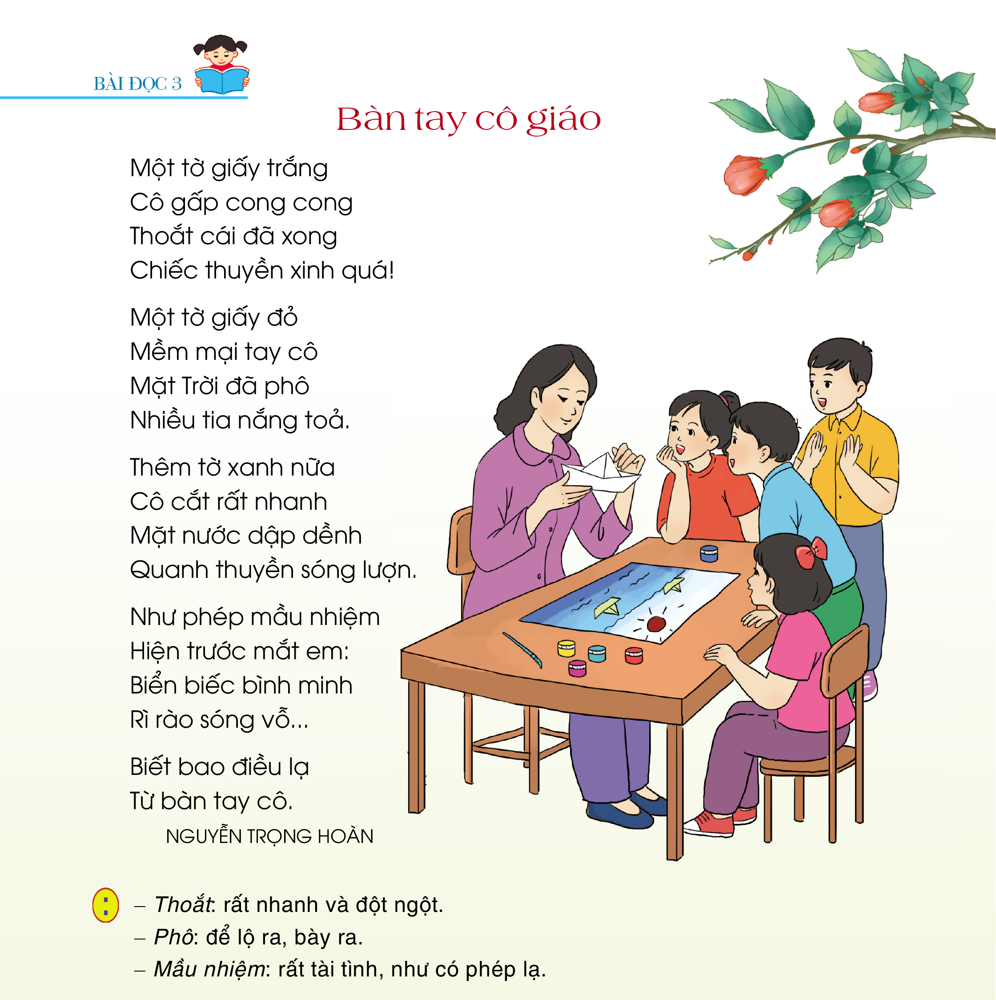 BÀI ĐỌC 3
Bàn tay cô giáo
Một tờ giấy trắng
Cô gấp cong cong
Thoắt cái đã xong
Chiếc thuyền xinh quá!
Một tờ giấy đỏ
Mềm mại tay cô
Mặt Trời đã phô
Nhiều tia nắng toả.
Thêm tờ xanh nữa
Cô cắt rất nhanh
Mặt nước dập dềnh
Quanh thuyền sóng lượn.
Như phép mầu nhiệm
Hiện trước mắt em:
Biển biếc bình minh
Rì rào sóng vỗ...
Biết bao điều lạ
Từ bàn tay cô.
NGUYỄN TRỌNG HOÀN
: – Thoắt: rất nhanh và đột ngột.
– Phô: để lộ ra, bày ra.
– Mầu nhiệm: rất tài tình, như có phép lạ.